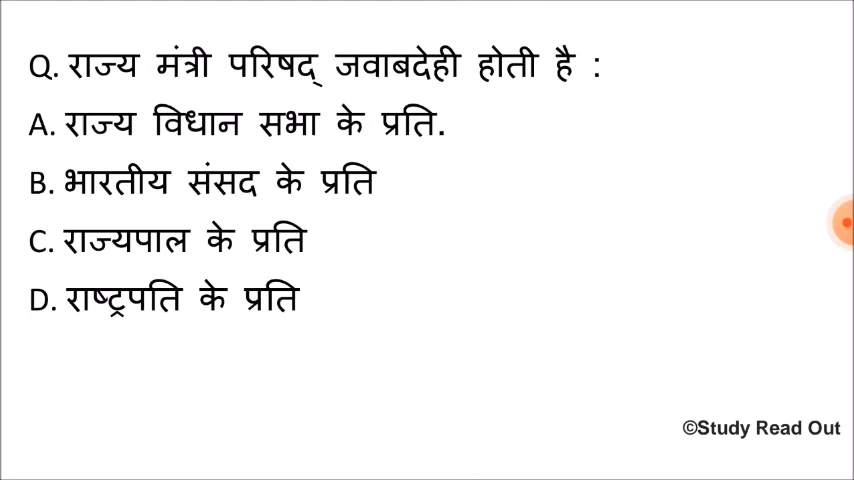 Q. राज्य मंत्री परिषद् जवाबदेही होती है :
A. राज्य विधान सभा के प्रति.
B. भारतीय संसद के प्रति
C. राज्यपाल के प्रति
D. राष्ट्रपति के प्रति
©Study Read Out